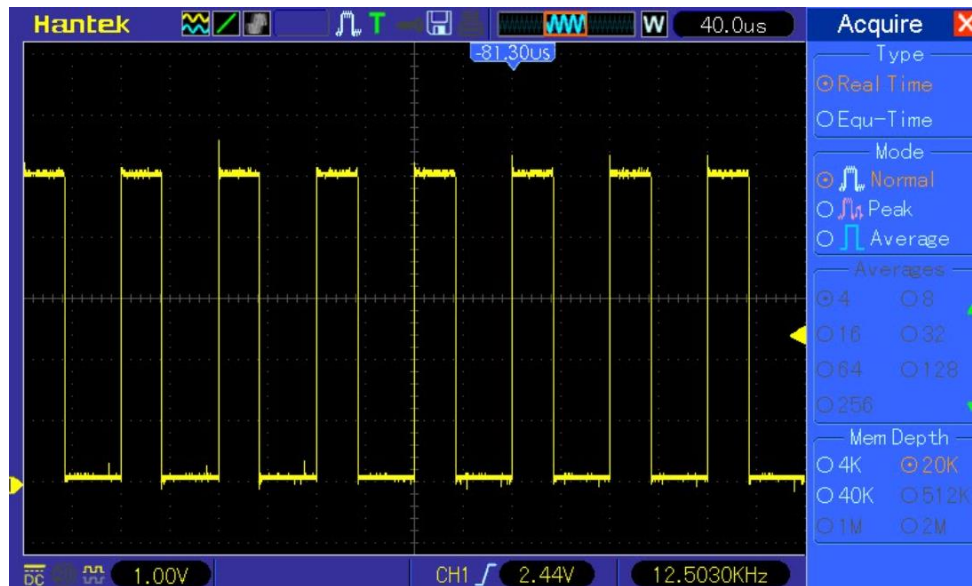 Hantek T W 40.0us Acquire X
-81.30us
Type
Real Time
Equ-Time
Mode
Normal
Peak
Average
Averages
4 8
16 32
64 128
256
Mem Depth
4K 20K
40K 512K
1M 2M
DC 1.00V CH1 2.44V 12.5030KHz